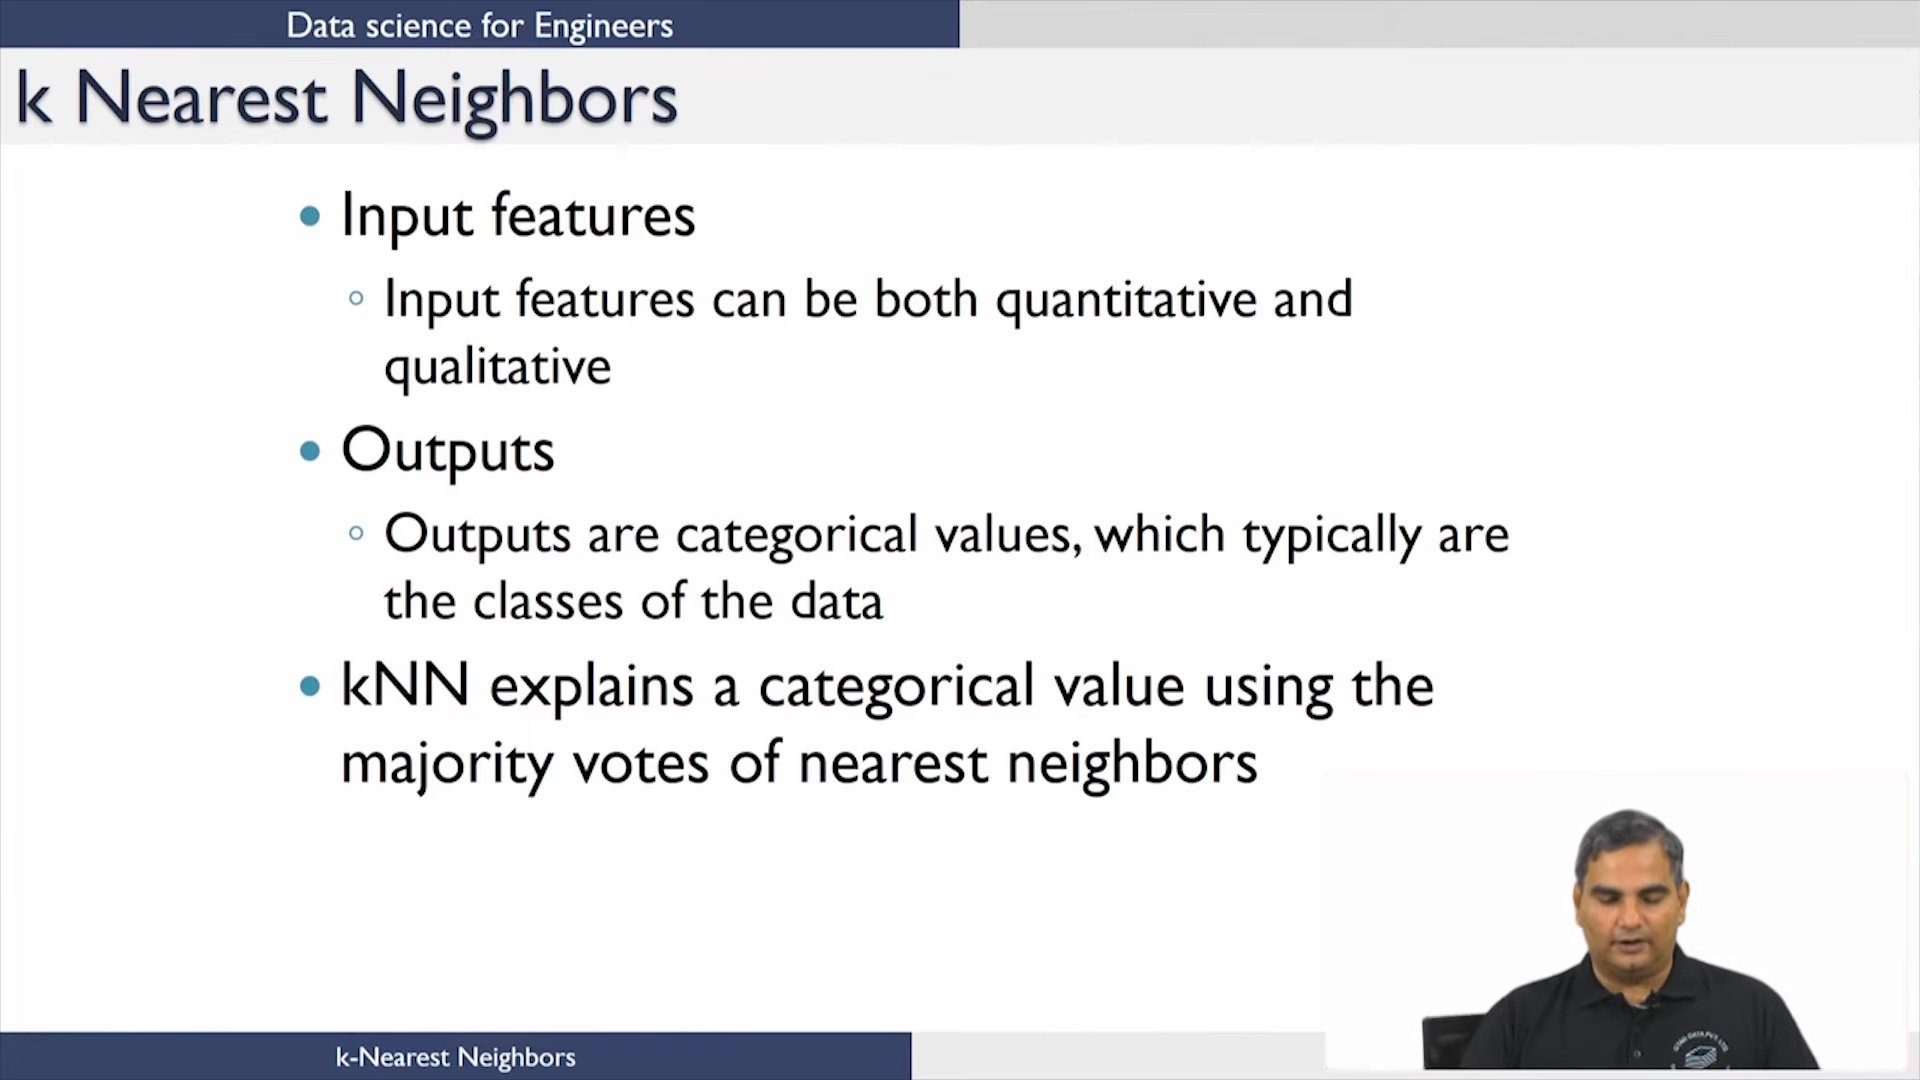 Data science for Engineers
k Nearest Neighbors
• Input features
◦ Input features can be both quantitative and
qualitative
• Outputs
◦ Outputs are categorical values, which typically are
the classes of the data
• kNN explains a categorical value using the
majority votes of nearest neighbors
k-Nearest Neighbors